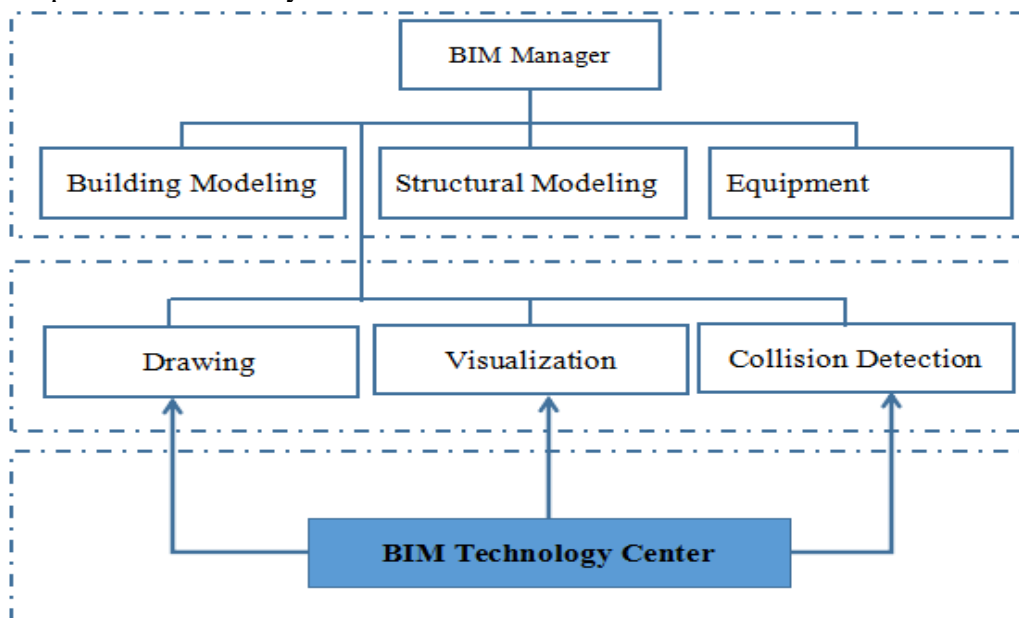 BIM Manager
Building Modeling
Structural Modeling
Equipment
Drawing
Visualization
Collision Detection
BIM Technology Center